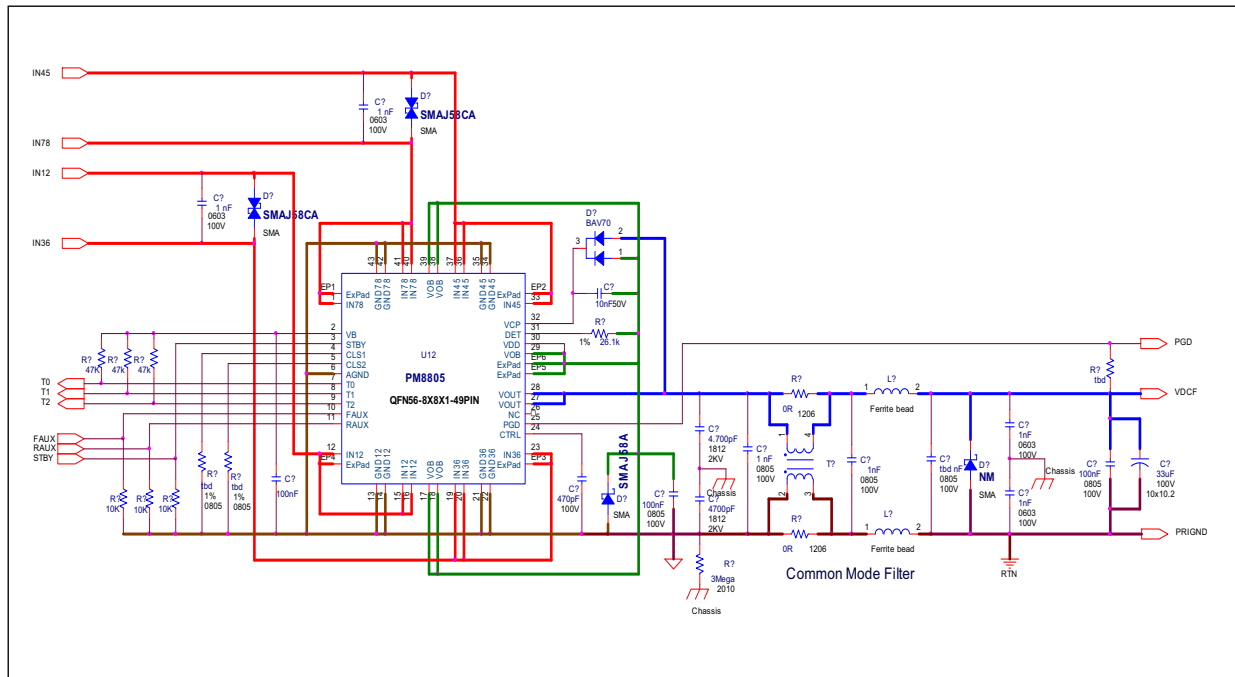 IN45
C?
1 nF
0603
100V
D?
SMAJ58CA
SMA
IN78
IN12
C?
1 nF
0603
100V
D?
SMAJ58CA
SMA
IN36
D?
BAV70
3
2
1
43
42
41
40
39
38
37
36
35
34
GND78
GND78
IN78
IN78
VOB
VOB
IN45
IN45
GND45
GND45
EP1
ExPad
1
IN78
EP2
ExPad
33
IN45
C?
10nF50V
32
VCP
31
DET
30
VDD
29
VOB
EP6
ExPad
EP5
ExPad
28
VOUT
27
VOUT
26
NC
25
PGD
24
CTRL
R?
1%
26.1k
2
VB
3
STBY
4
CLS1
5
CLS2
6
AGND
7
T0
8
T1
9
T2
10
FAUX
11
RAUX
U12
PM8805
QFN56-8X8X1-49PIN
12
IN12
EP4
ExPad
23
IN36
EP3
ExPad
GND12
GND12
IN12
IN12
VOB
VOB
IN36
IN36
GND36
GND36
13
14
15
16
17
18
19
20
21
22
R?
47k
R?
47k
R?
47k
T0
T1
T2
FAUX
RAUX
STBY
R?
10K
R?
10K
R?
10K
R?
tbd
1%
0805
R?
tbd
1%
0805
C?
100nF
C?
470pF
100V
D?
SMA
SMAJ58A
C?
100nF
0805
100V
C?
4.700pF
1812
2KV
Chassis
C?
4700pF
1812
2KV
R?
3Mega
2010
Chassis
C?
1 nF
0805
100V
R?
0R
1206
1
4
T?
2
3
R?
0R
1206
Common Mode Filter
C?
1nF
0805
100V
L?
1
2
Ferrite bead
L?
1
2
Ferrite bead
C?
tbd nF
0805
100V
D?
NM
SMA
C?
1nF
0603
100V
Chassis
C?
1nF
0603
100V
RTN
R?
tbd
C?
100nF
0805
100V
C?
33uF
100V
10x10.2
PGD
VDCF
PRIGND